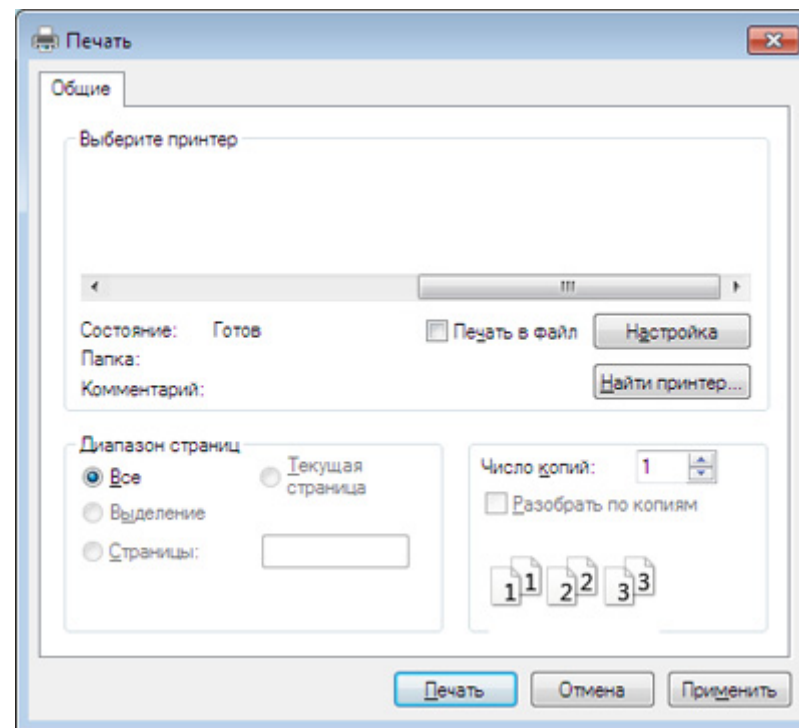 Печать
Общие
Выберите принтер
Состояние: Готов
Печать в файл
Настройка
Папка:
Комментарий:
Найти принтер...
Диапазон страниц
Все
Текущая страница
Выделение
Страницы:
Число копий: 1
Разобрать по копиям
1 1 2 2 3 3
Печать Отмена Применить